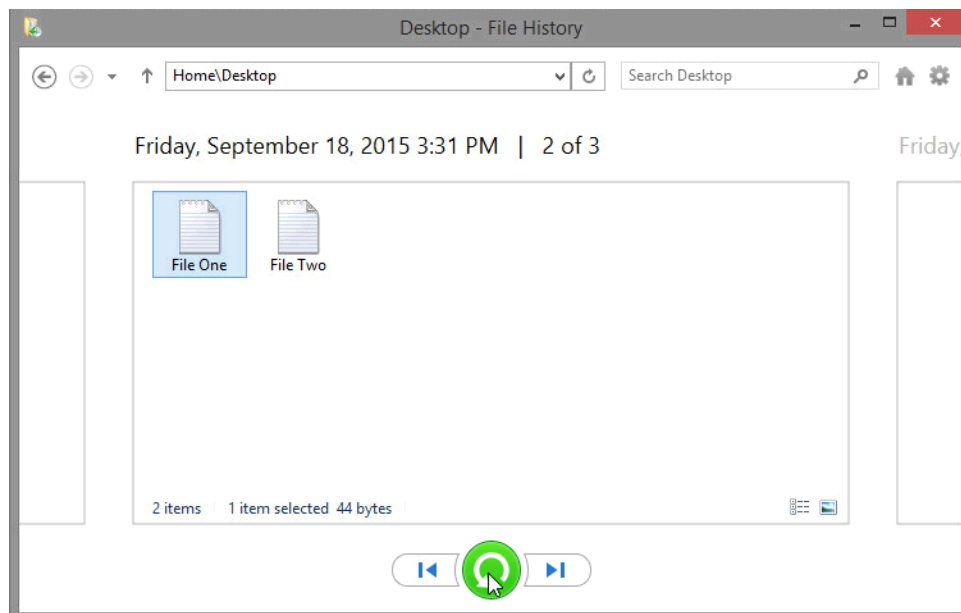 Desktop - File History
Home\Desktop
Search Desktop
Friday, September 18, 2015 3:31 PM | 2 of 3
Friday,
File One
File Two
2 items
1 item selected 44 bytes